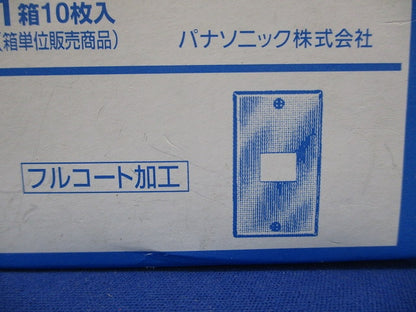 1箱10枚入
(箱単位販売商品)
パナソニック株式会社
フルコート加工